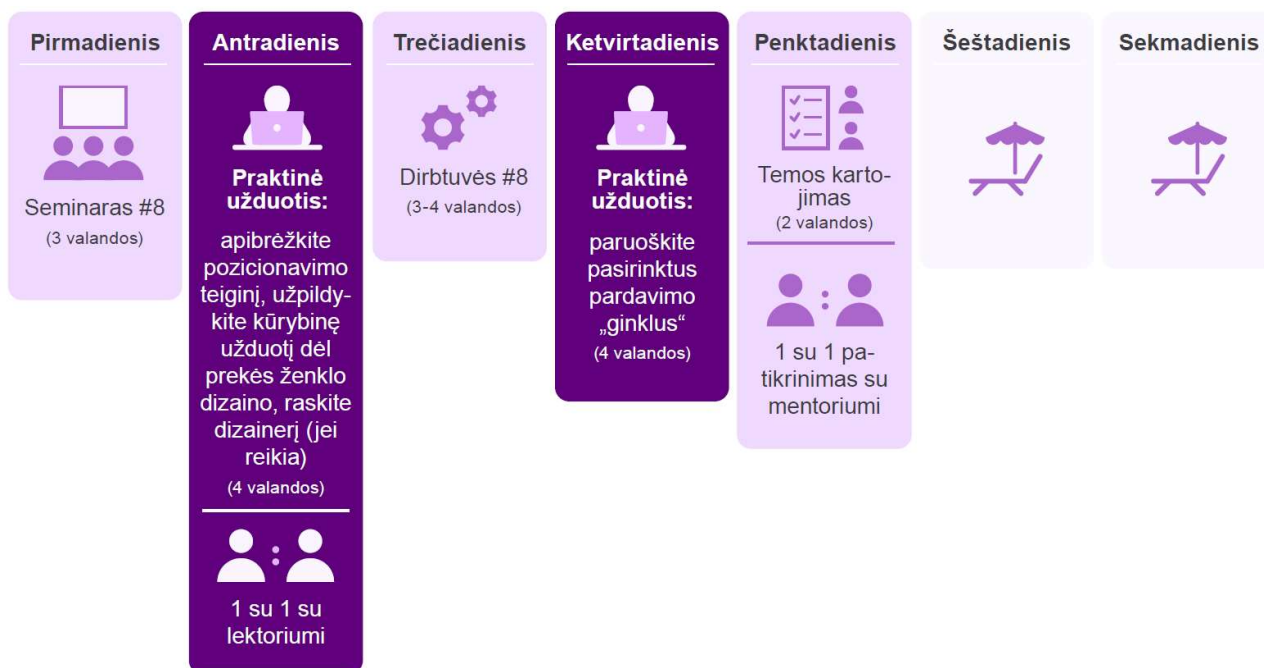 Pirmadienis
Seminaras #8
(3 valandos)
Antradienis
Praktinė
užduotis:
apibrėžkite
pozicionavimo
teiginį, užpildy-
kite kūrybinę
užduotį dėl
prekės ženklo
dizaino, raskite
dizainerį (jei
reikia)
(4 valandos)
1 su 1 su
lektoriumi
Trečiadienis
Dirbtuvės #8
(3-4 valandos)
Ketvirtadienis
Praktinė
užduotis:
paruoškite
pasirinktus
pardavimo
„ginklus“
(4 valandos)
Penktadienis
Temos karto-
jimas
(2 valandos)
1 su 1 pa-
tikrinimas su
mentoriumi
Šeštadienis
Sekmadienis